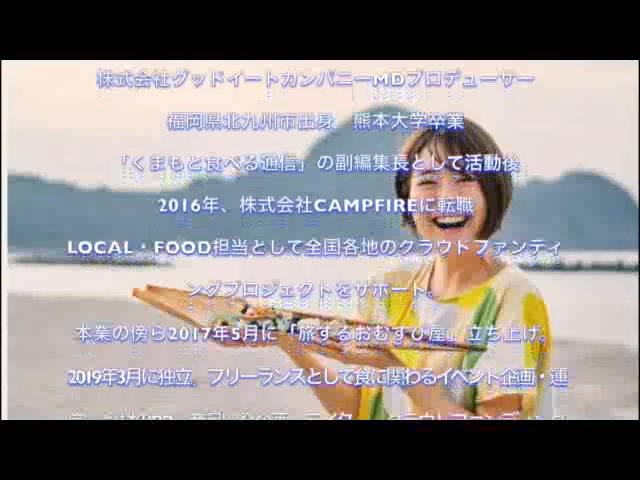 株式会社グッドイートカンパニーMDプロデューサー
福岡県北九州市出身　熊本大学卒業
「くまもと食べる通信」の副編集長として活動後
2016年、株式会社CAMPFIREに転職
LOCAL・FOOD担当として全国各地のクラウドファンディ
ングプロジェクトをサポート。
本業の傍ら2017年5月に「旅するおむすび屋」立ち上げ。
2019年3月に独立。フリーランスとして食に関わるイベント企画・運